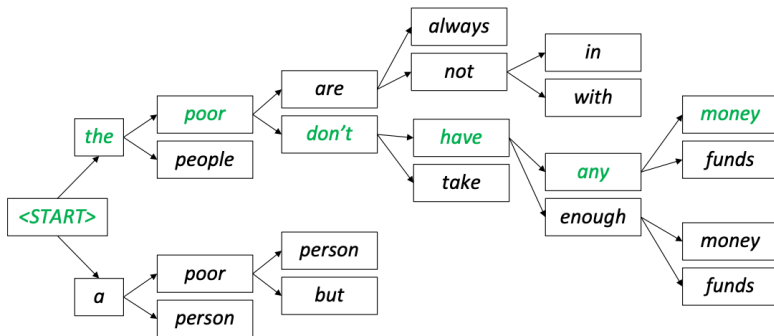 always
are
not
in
with
the
poor
people
don't
have
take
any
enough
money
funds
money
funds
<START>
a
poor
person
person
but